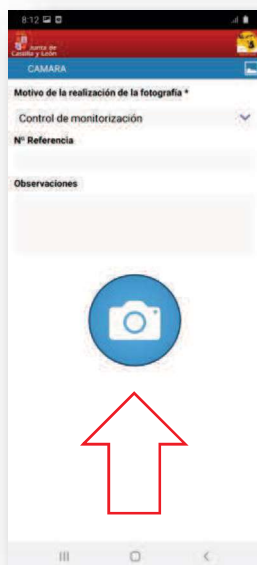 8:12
Junta de
Castilla y León
CAMARA
Motivo de la realización de la fotografía *
Control de monitorización
Nº Referencia
Observaciones